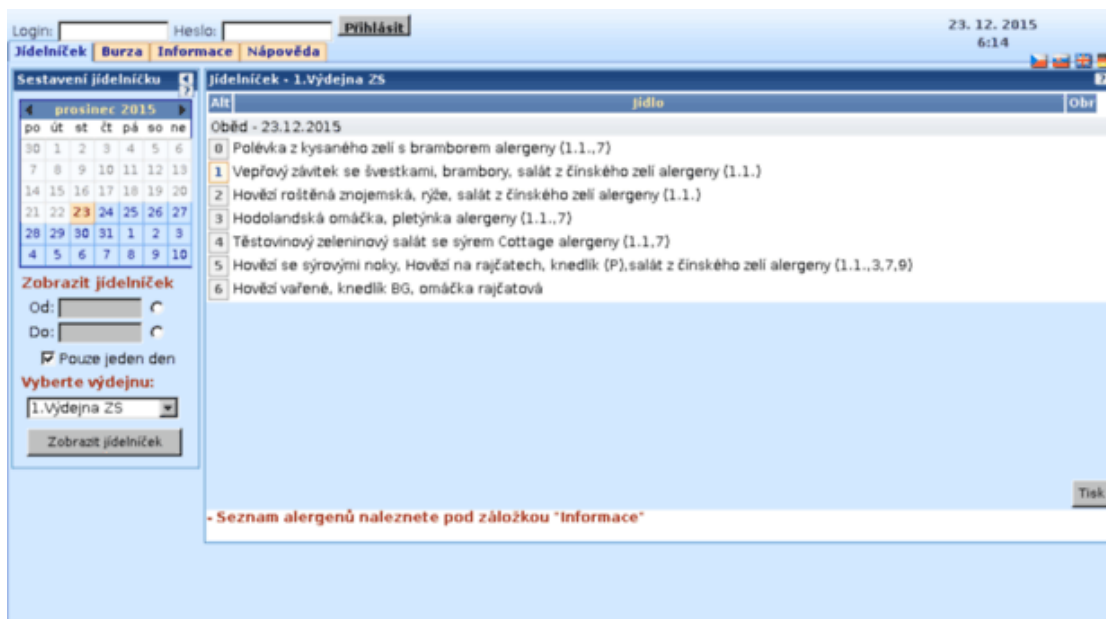 Login: Heslo: Přihlásit
23. 12. 2015
6:14
Jídelníček Burza Informace Nápověda
Sestavení jídelníčku
?
prosinec 2015
po út st čt pá so ne
30 1 2 3 4 5 6
7 8 9 10 11 12 13
14 15 16 17 18 19 20
21 22 23 24 25 26 27
28 29 30 31 1 2 3
4 5 6 7 8 9 10
Zobrazit jídelníček
Od:
Do:
Pouze jeden den
Vyberte výdejnu:
1.Výdejna ZS
Zobrazit jídelníček
Jídelníček - 1.Výdejna ZS ?
Alt Jídlo Obr
Oběd - 23.12.2015
0 Polévka z kysaného zelí s bramborem alergeny (1.1.,7)
1 Vepřový závitek se švestkami, brambory, salát z čínského zelí alergeny (1.1.)
2 Hovězí roštěná znojemská, rýže, salát z čínského zelí alergeny (1.1.)
3 Hodolandská omáčka, pletýnka alergeny (1.1.,7)
4 Těstovinový zeleninový salát se sýrem Cottage alergeny (1.1,7)
5 Hovězí se sýrovými noky, Hovězí na rajčatech, knedlík (P),salát z čínského zelí alergeny (1.1.,3,7,9)
6 Hovězí vařené, knedlík BG, omáčka rajčatová
Tisk
- Seznam alergenů naleznete pod záložkou "Informace"